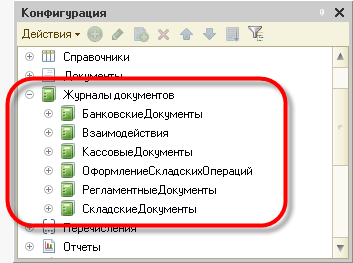 Конфигурация
Действия
Справочники
Документы
Журналы документов
БанковскиеДокументы
Взаимодействия
КассовыеДокументы
ОформлениеСкладскихОпераций
РегламентныеДокументы
СкладскиеДокументы
Перечисления
Отчеты